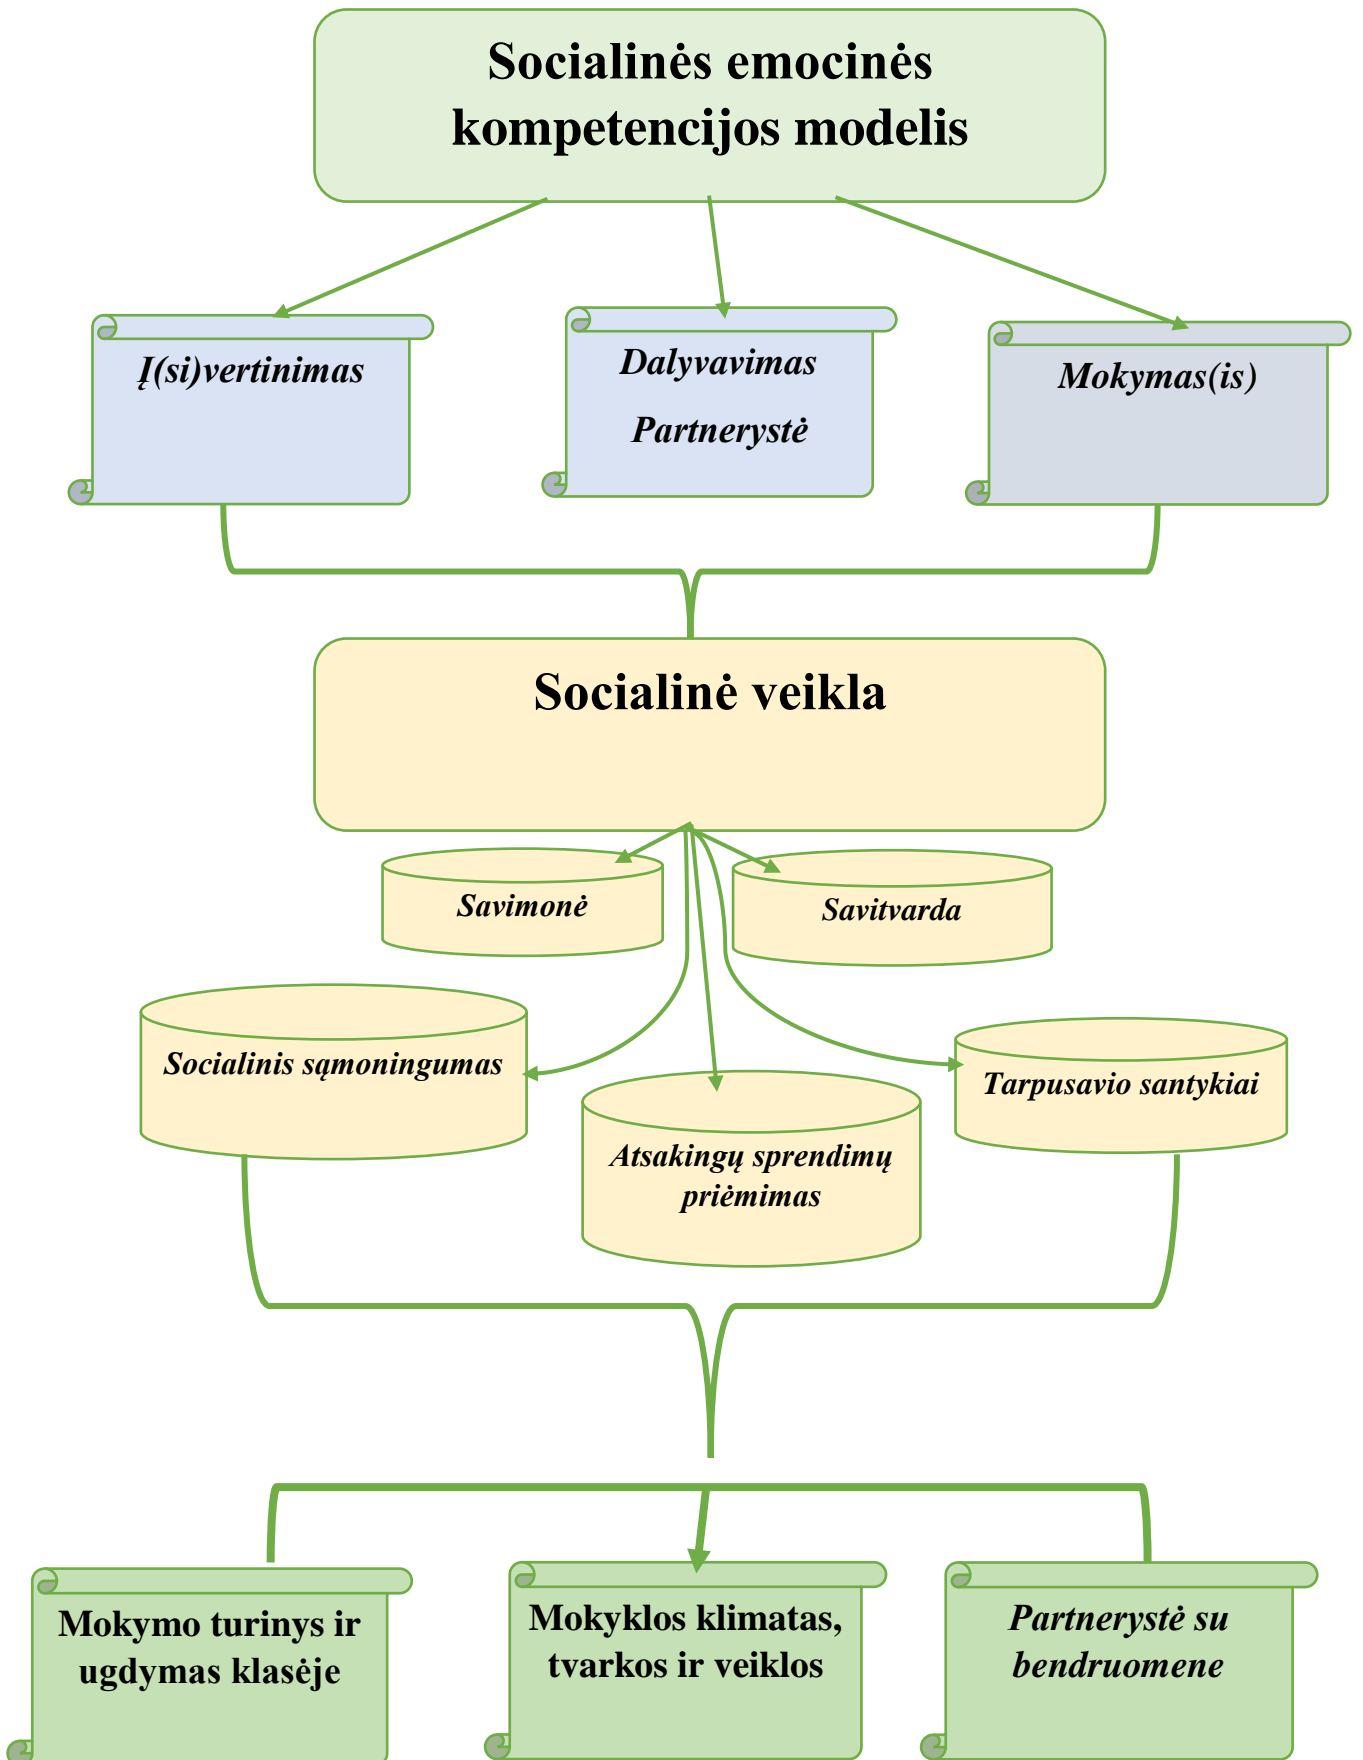 Socialinės emocinės
kompetencijos modelis
Į(si)vertinimas
Dalyvavimas
Partnerystė
Mokymas(is)
Socialinė veikla
Savimonė
Savitvarda
Socialinis sąmoningumas
Atsakingų sprendimų
priėmimas
Tarpusavio santykiai
Mokymo turinys ir
ugdymas klasėje
Mokyklos klimatas,
tvarkos ir veiklos
Partnerystė su
bendruomene